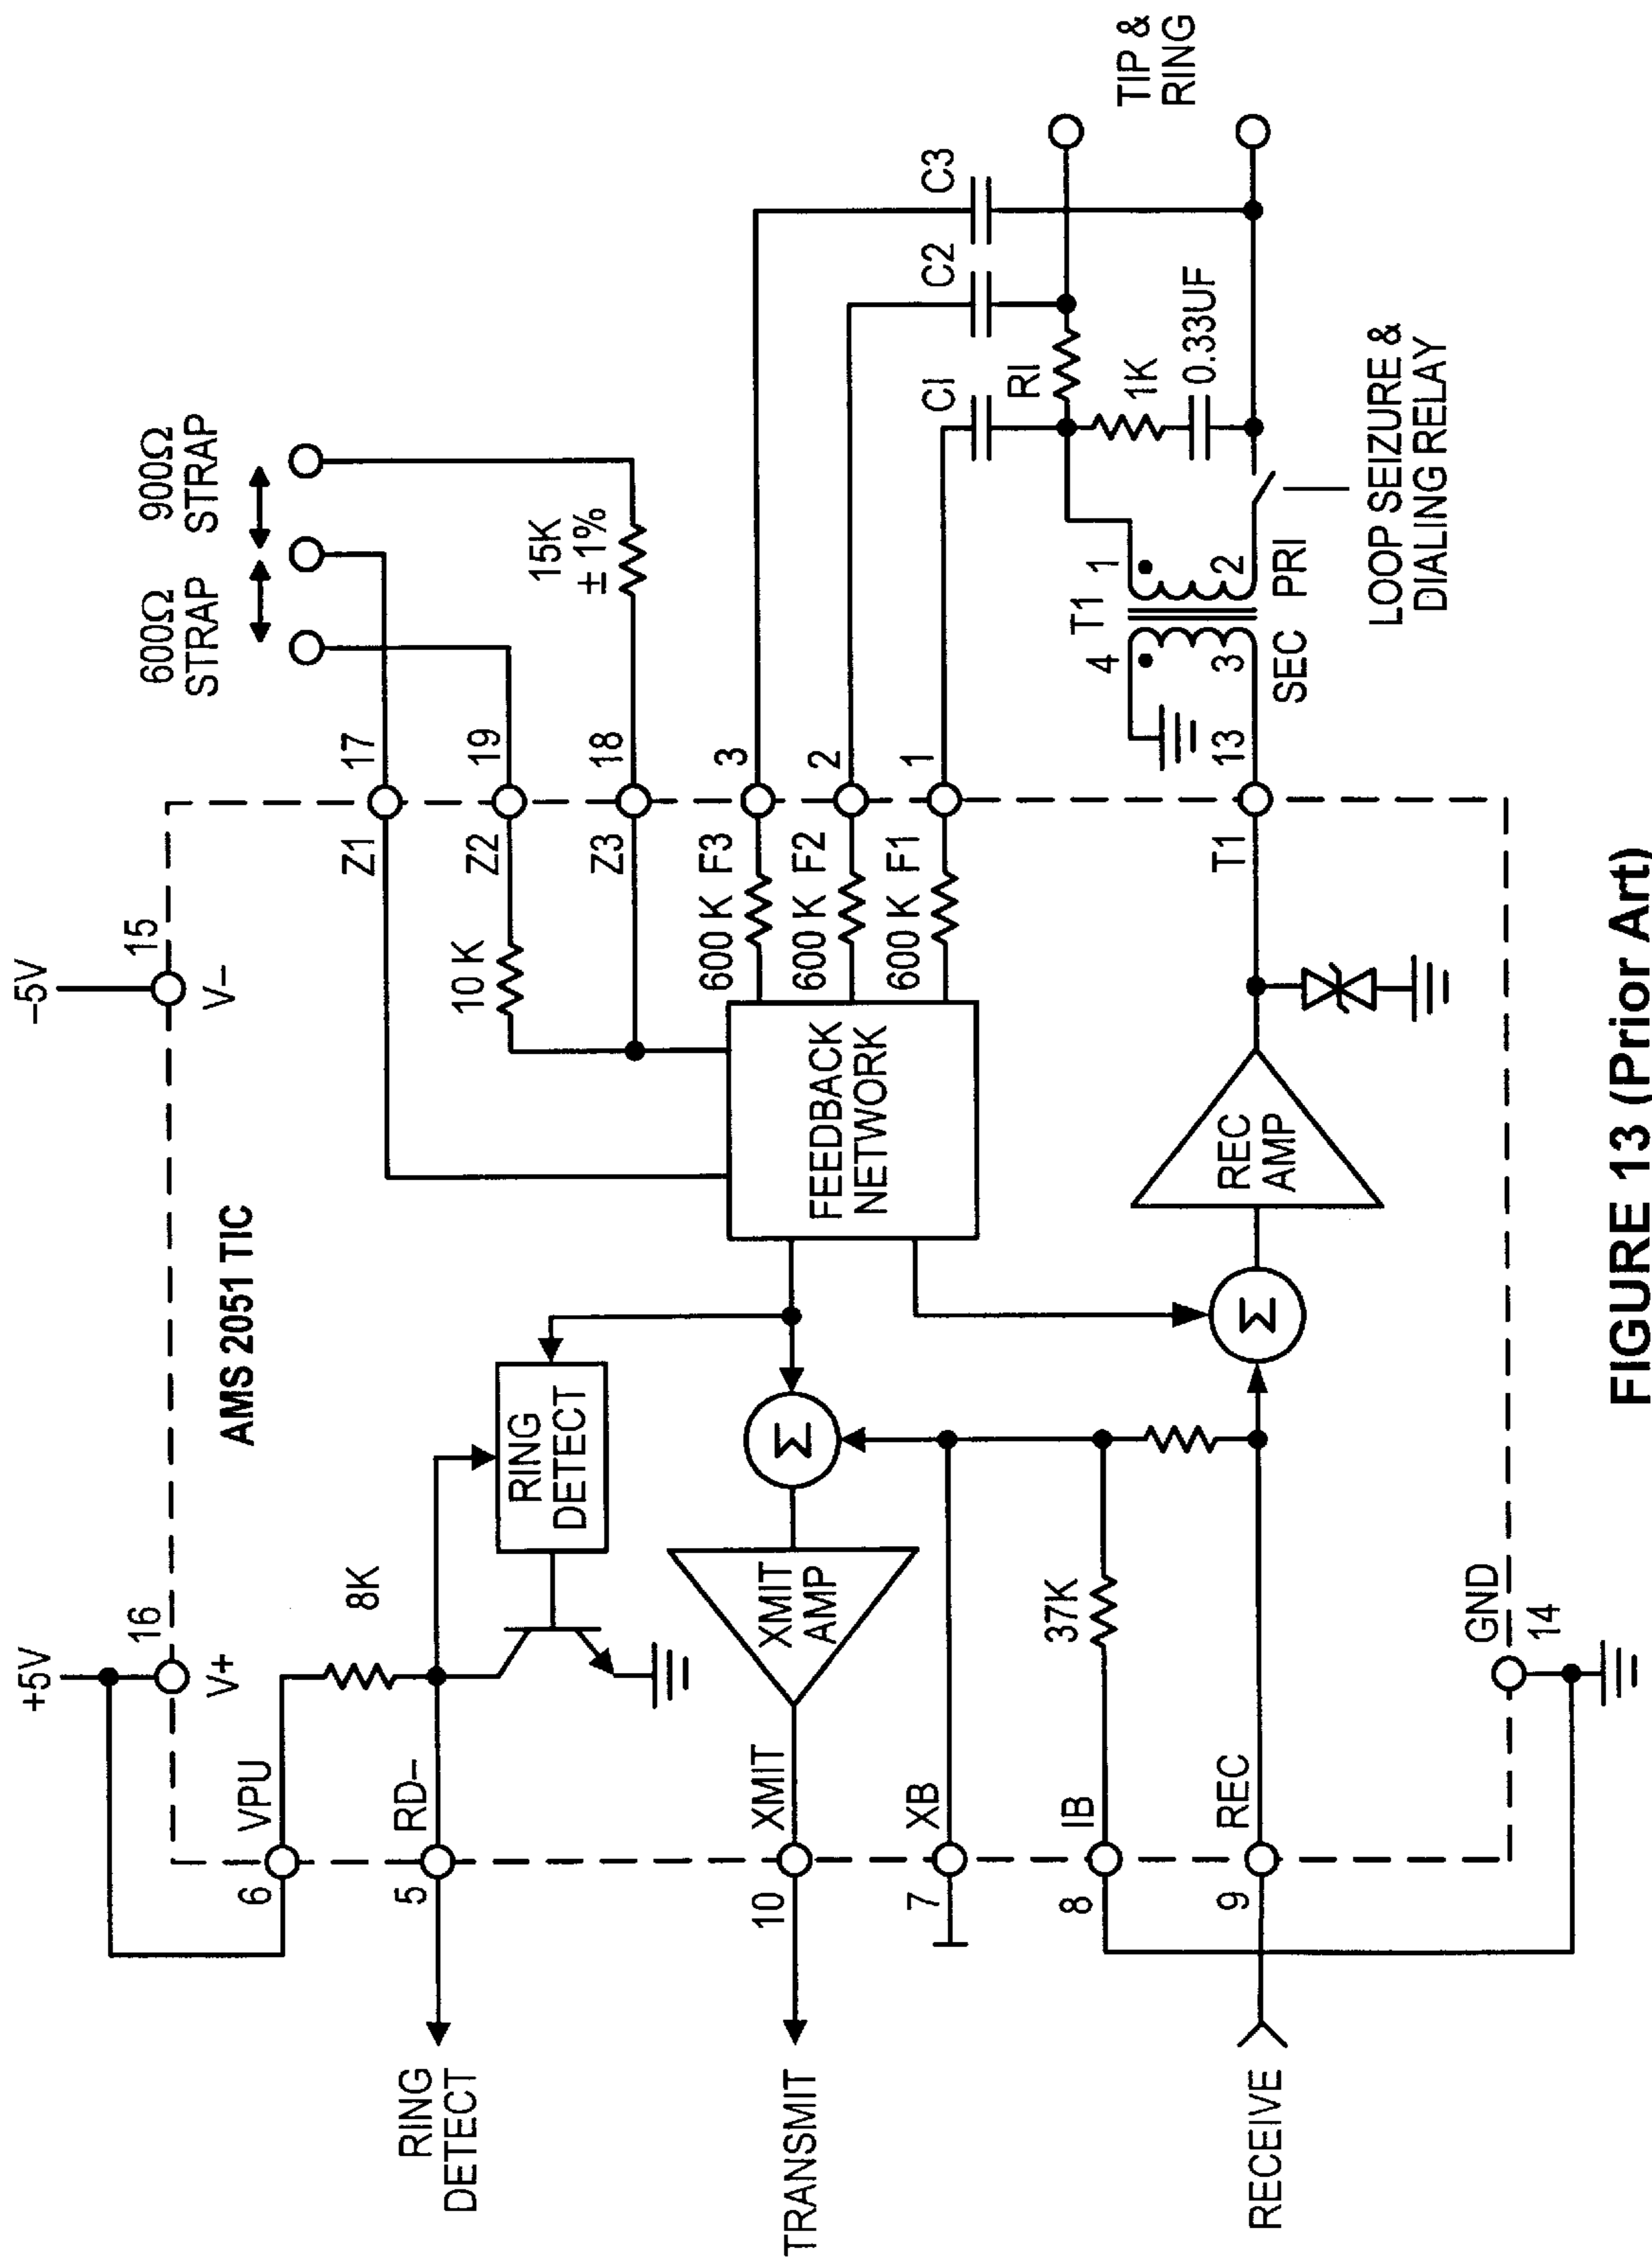 +5V
16
V+
-5V
15
V-
AMS 2051 TIC
600Ω
STRAP
900Ω
STRAP
6
VPU
8K
Z1
17
RING
DETECT
5
RD-
RING
DETECT
10 K
Z2
19
15K
± 1%
Z3
18
TRANSMIT
10
XMIT
XMIT
AMP
Σ
FEEDBACK
NETWORK
600 K F3
3
600 K F2
2
600 K F1
1
C3
C2
CI
7
XB
RI
1K
0.33UF
TIP &
RING
8
IB
37K
RECEIVE
9
REC
Σ
REC
AMP
T1
13
4
T1
1
3
2
SEC PRI
LOOP SEIZURE &
DIALING RELAY
GND
14
FIGURE 13 (Prior Art)